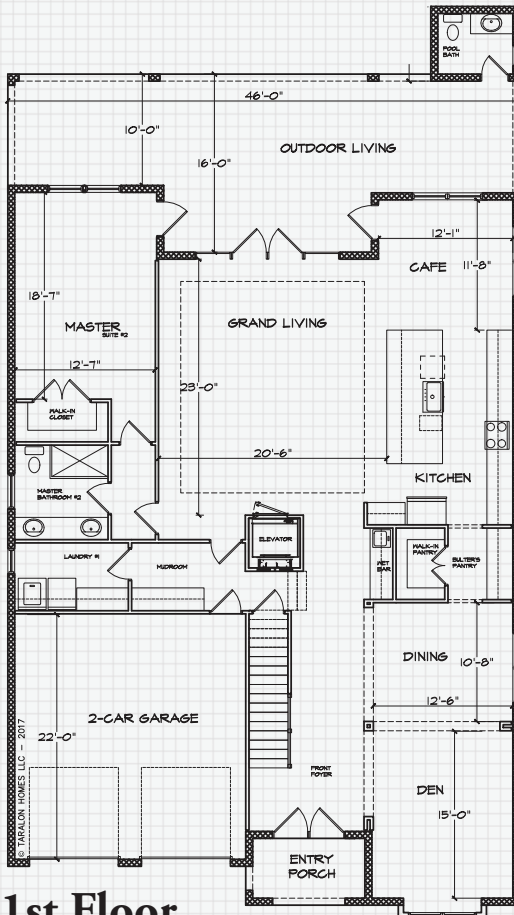 POOL
BATH
46'-0"
10'-0"
16'-0"
OUTDOOR LIVING
12'-1"
CAFE
11'-8"
18'-7"
MASTER
SUITE #2
GRAND LIVING
12'-7"
23'-0"
WALK-IN
CLOSET
20'-6"
KITCHEN
MASTER
BATHROOM #2
ELEVATOR
LAUNDRY #1
MUDROOM
WET
BAR
WALK-IN
PANTRY
BULTER'S
PANTRY
DINING
10'-8"
12'-6"
2-CAR GARAGE
22'-0"
© TARALON HOMES LLC - 2017
FRONT
FOYER
DEN
15'-0"
ENTRY
PORCH
1st Floor